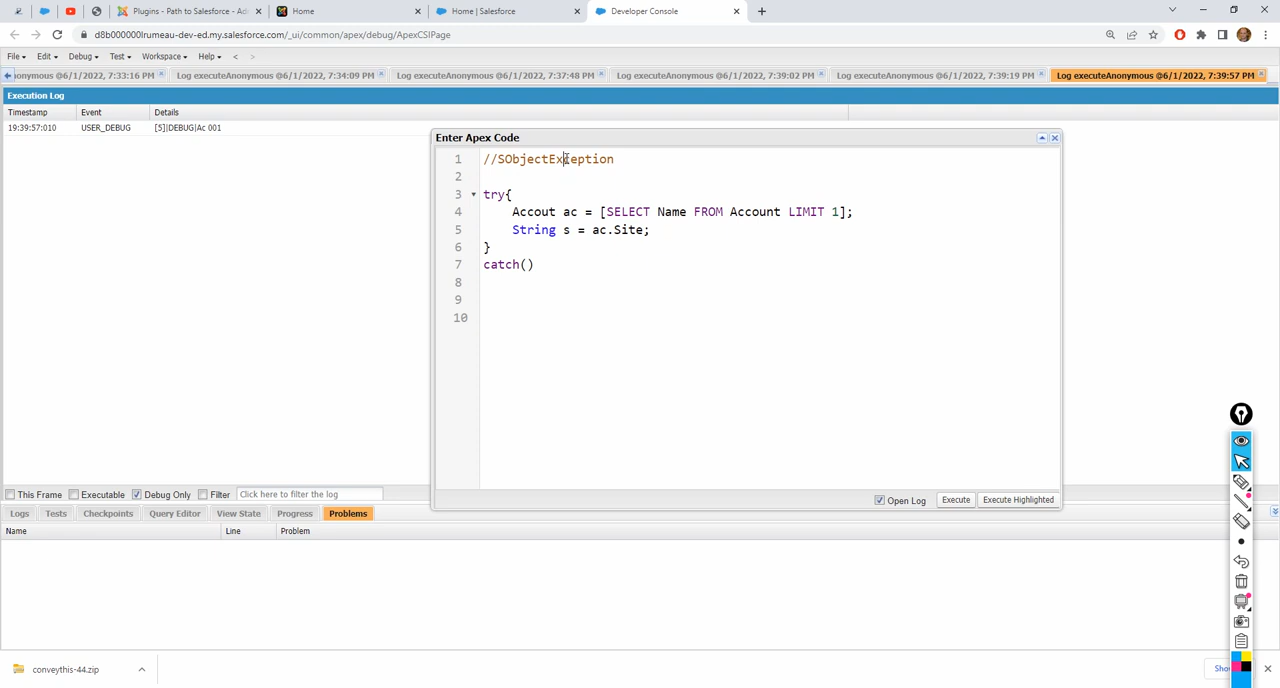 Plugins - Path to Salesforce - Ad
Home
Home | Salesforce
Developer Console
d8b000000lrumeau-dev-ed.my.salesforce.com/_ui/common/apex/debug/ApexCSIPage
File Edit Debug Test Workspace Help < >
onymous @6/1/2022, 7:33:16 PM Log executeAnonymous @6/1/2022, 7:34:09 PM Log executeAnonymous @6/1/2022, 7:37:48 PM Log executeAnonymous @6/1/2022, 7:39:02 PM Log executeAnonymous @6/1/2022, 7:39:19 PM Log executeAnonymous @6/1/2022, 7:39:57 PM
Execution Log
Timestamp Event Details
19:39:57:010 USER_DEBUG [5]|DEBUG|Ac 001
Enter Apex Code
1 //SObjectException
2
3 try{
4 Accout ac = [SELECT Name FROM Account LIMIT 1];
5 String s = ac.Site;
6 }
7 catch()
8
9
10
Open Log Execute Execute Highlighted
This Frame Executable Debug Only Filter Click here to filter the log
Logs Tests Checkpoints Query Editor View State Progress Problems
Name Line Problem
conveythis-44.zip
Sho